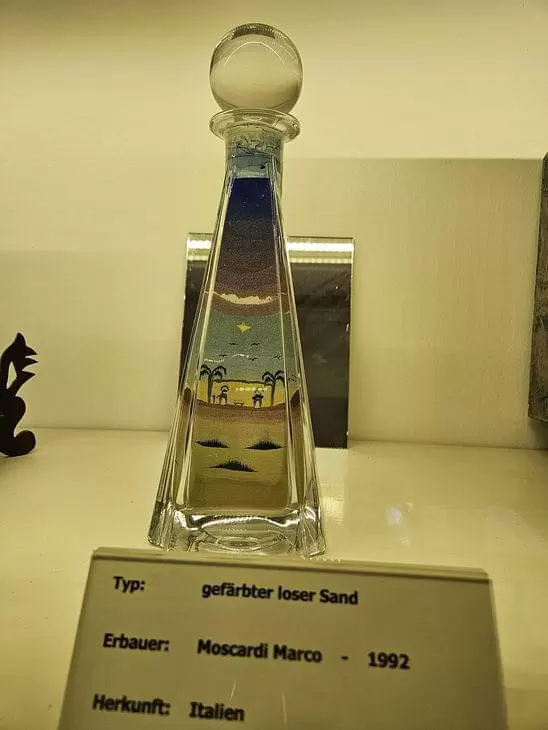 Typ: gefärbter loser Sand
Erbauer: Moscardi Marco - 1992
Herkunft: Italien